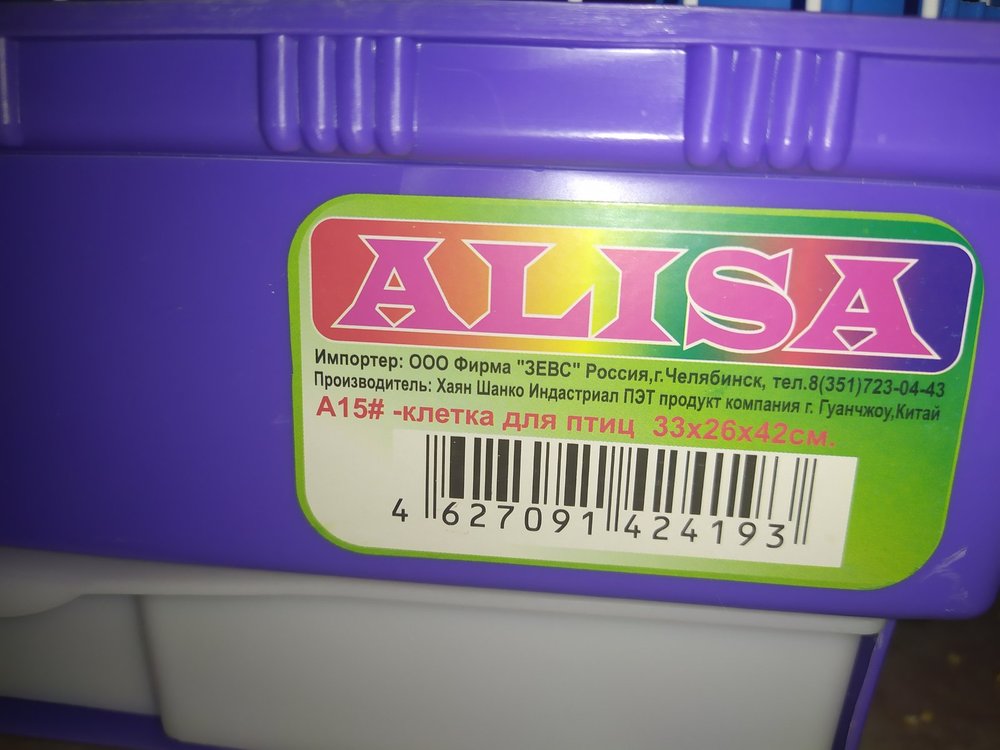 ALISA
Импортер: ООО Фирма "ЗЕВС" Россия,г.Челябинск, тел.8(351)723-04-43
Производитель: Хаян Шанко Индастриал ПЭТ продукт компания г. Гуанчжоу,Китай
А15# -клетка для птиц 33x26x42см.
4 627091 424193